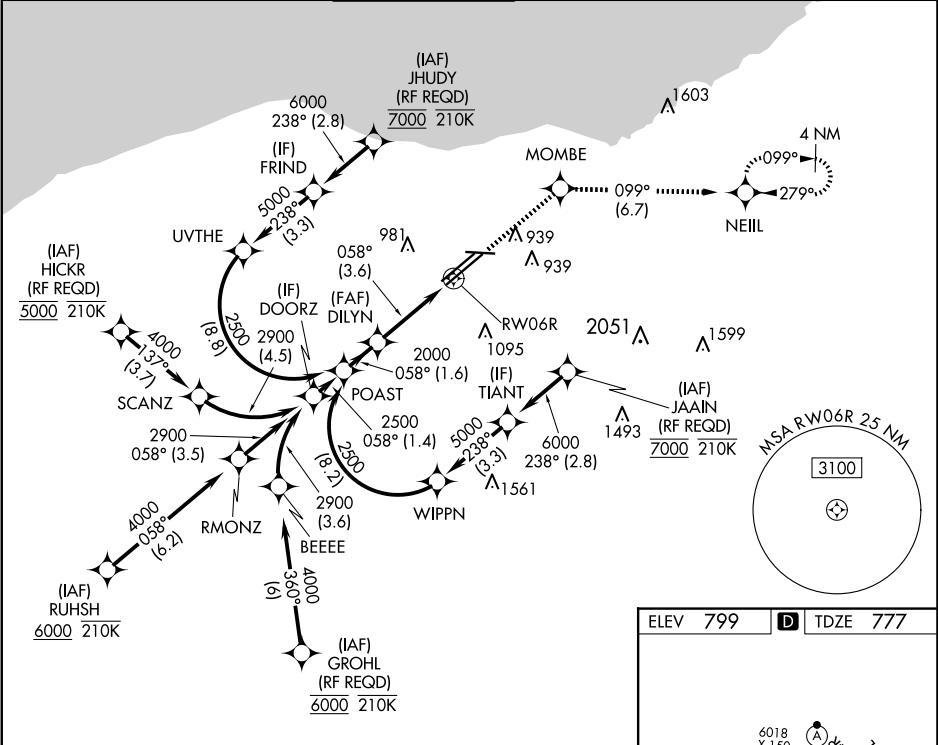 (IAF)
JHUDY
(RF REQD)
7000 210K
6000
238° (2.8)
(IF)
FRIND
1603
4 NM
MOMBE
099°
279°
099°
(6.7)
NEIIL
5000
238°
(3.3)
UVTHE
981
939
939
058°
(3.6)
(IAF)
HICKR
(RF REQD)
5000 210K
(IF)
DOORZ
(FAF)
DILYN
2500
(8.8)
2900
(4.5)
4000
137°
(3.7)
RW06R
1095
2051
1599
2000
058° (1.6)
(IF)
TIANT
SCANZ
POAST
(IAF)
JAAIN
(RF REQD)
7000 210K
1493
2500
058° (1.4)
5000
238°
(3.3)
6000
238° (2.8)
2900
058° (3.5)
2500
(8.2)
1561
WIPPN
MSA RW06R 25 NM
3100
2900
(3.6)
RMONZ
BEEEE
4000
058°
(6.2)
4000
360°
(6)
(IAF)
RUHSH
6000 210K
(IAF)
GROHL
(RF REQD)
6000 210K
ELEV 799 D TDZE 777
6018
X 150
A